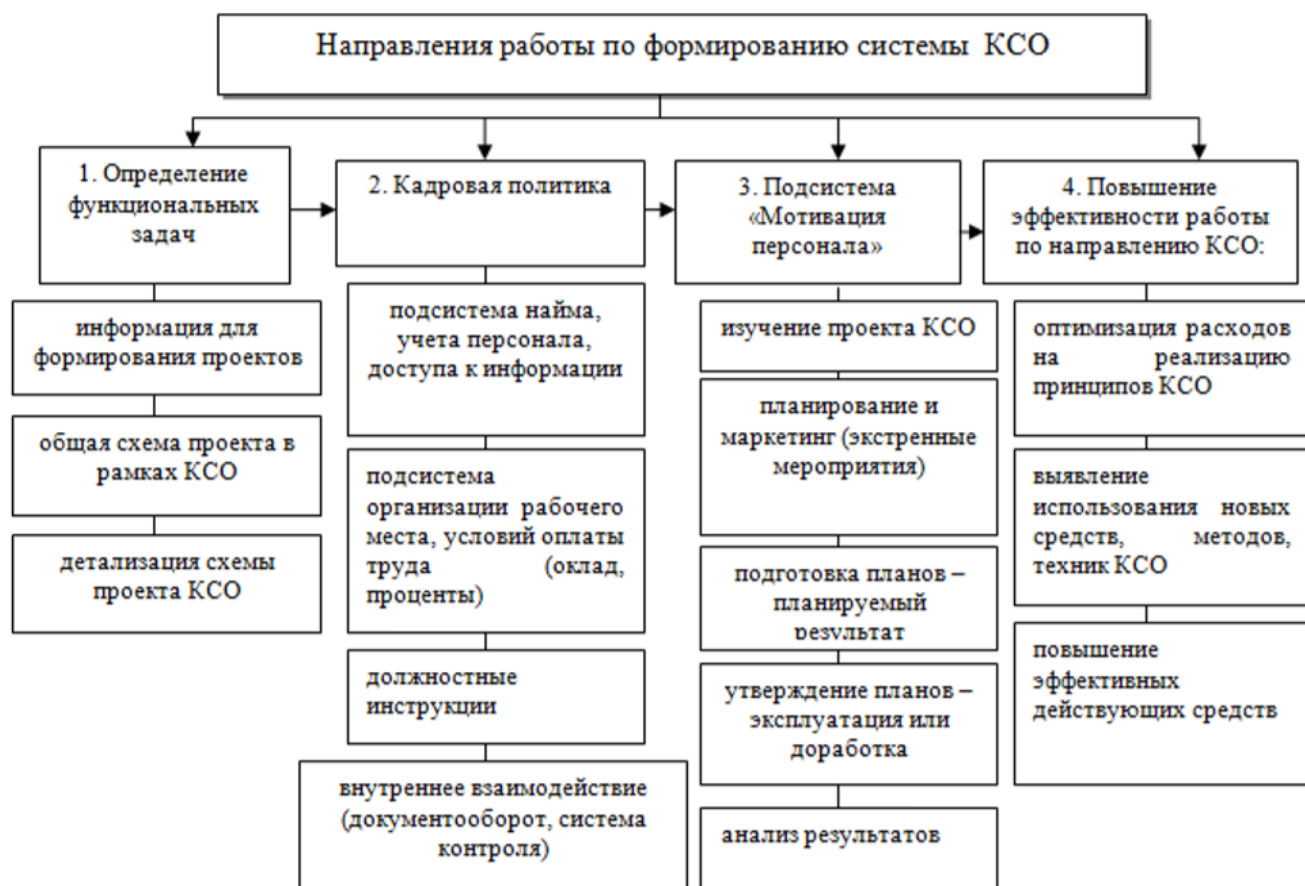 Направления работы по формированию системы КСО
1. Определение
функциональных
задач
информация для
формирования проектов
общая схема проекта в
рамках КСО
детализация схемы
проекта КСО
2. Кадровая политика
подсистема найма,
учета персонала,
доступа к информации
подсистема
организации рабочего
места, условий оплаты
труда (оклад,
проценты)
должностные
инструкции
внутреннее взаимодействие
(документооборот, система
контроля)
3. Подсистема
«Мотивация
персонала»
изучение проекта КСО
планирование и
маркетинг (экстренные
мероприятия)
подготовка планов –
планируемый
результат
утверждение планов –
эксплуатация или
доработка
анализ результатов
4. Повышение
эффективности работы
по направлению КСО:
оптимизация расходов
на реализацию
принципов КСО
выявление
использования новых
средств, методов,
техник КСО
повышение
эффективных
действующих средств